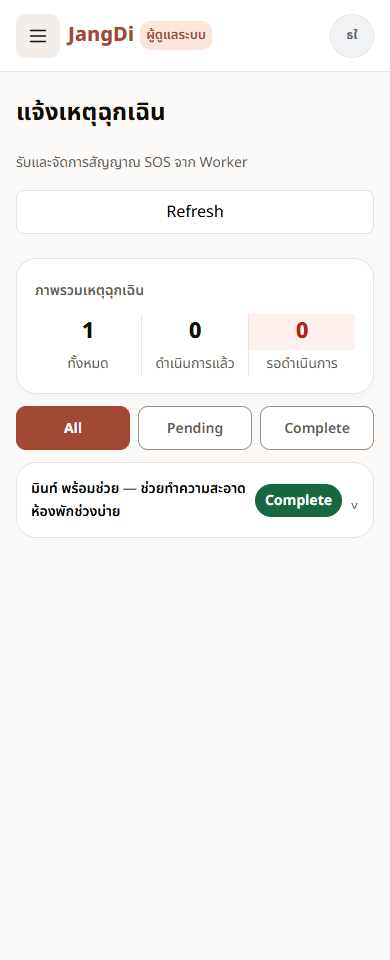 JangDi ผู้ดูแลระบบ ธใ
แจ้งเหตุฉุกเฉิน
รับและจัดการสัญญาณ SOS จาก Worker
Refresh
ภาพรวมเหตุฉุกเฉิน
1 0 0
ทั้งหมด ดำเนินการแล้ว รอดำเนินการ
All Pending Complete
มินท์ พร้อมช่วย — ช่วยทำความสะอาด
ห้องพักช่วงบ่าย
Complete v